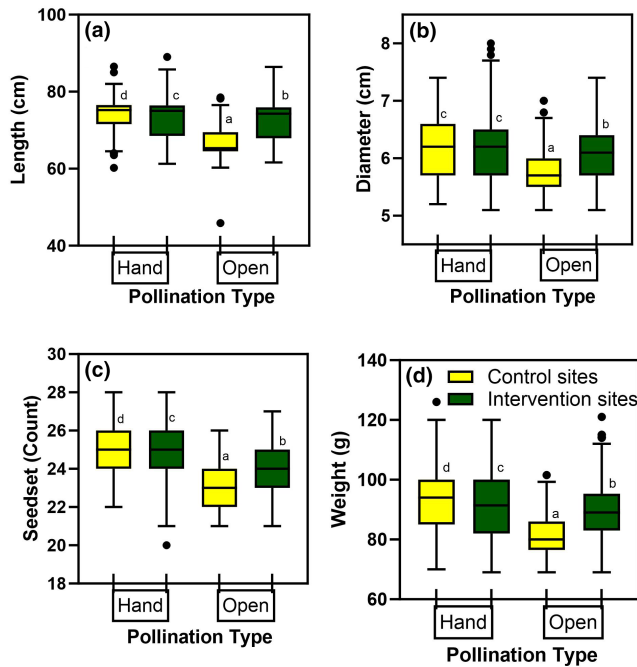 (a)
Length (cm)
100
80
60
40
d
c
a
b
Hand
Open
Pollination Type
(b)
Diameter (cm)
8
7
6
5
c
c
a
b
Hand
Open
Pollination Type
(c)
Seedset (Count)
30
28
26
24
22
20
18
d
c
a
b
Hand
Open
Pollination Type
(d)
Control sites
Intervention sites
Weight (g)
140
120
100
80
60
d
c
a
b
Hand
Open
Pollination Type